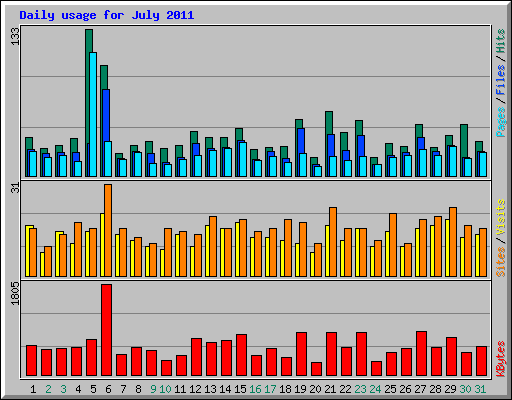 Daily usage for July 2011
133
Pages / Files / Hits
31
Sites / Visits
1805
KBytes
1 2 3 4 5 6 7 8 9 10 11 12 13 14 15 16 17 18 19 20 21 22 23 24 25 26 27 28 29 30 31